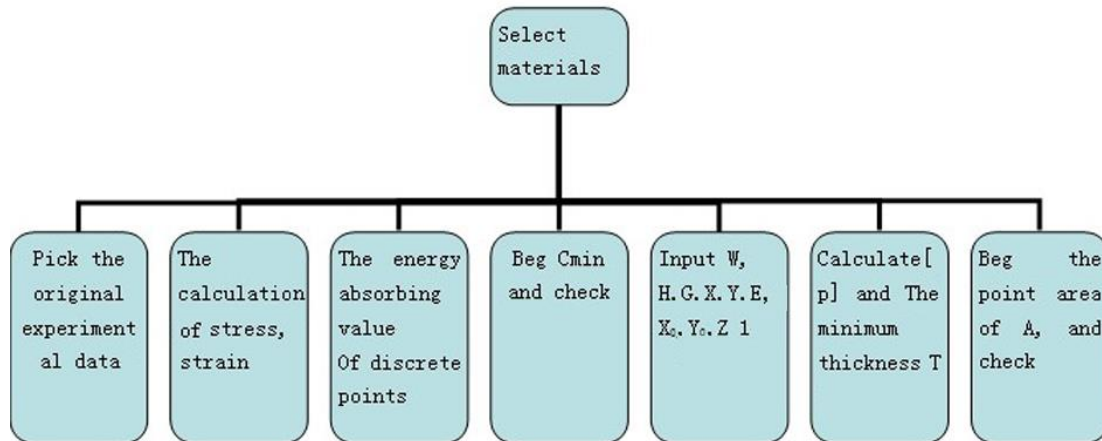 Select
materials
Pick the
original
experiment
al data
The
calculation
of stress,
strain
The energy
absorbing
value
Of discrete
points
Beg Cmin
and check
Input W,
H.G.X.Y.E,
X₀.Y₀.Z 1
Calculate[
p] and The
minimum
thickness T
Beg the
point area
of A, and
check